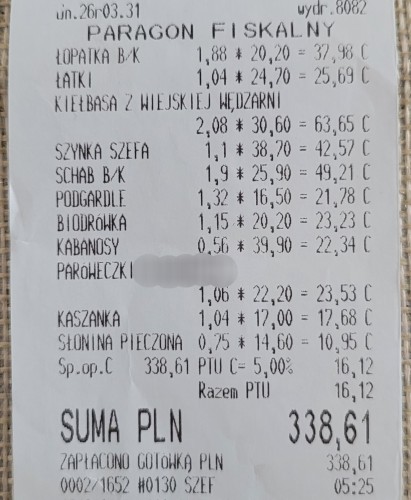 dn.26r03.31 wydr.8082
PARAGON FISKALNY
ŁOPATKA B/K 1,88 * 20,20 = 37,98 C
ŁATKI 1,04 * 24,70 = 25,69 C
KIEŁBASA Z WIEJSKIEJ WĘDZARNI
2,08 * 30,60 = 63,65 C
SZYNKA SZEFA 1,1 * 38,70 = 42,57 C
SCHAB B/K 1,9 * 25,90 = 49,21 C
PODGARDLE 1,32 * 16,50 = 21,78 C
BIODROWKA 1,15 * 20,20 = 23,23 C
KABANOSY 0,56 * 39,90 = 22,34 C
PAROWECZKI
1,06 * 22,20 = 23,53 C
KASZANKA 1,04 * 17,00 = 17,68 C
SŁONINA PIECZONA 0,75 * 14,60 = 10,95 C
Sp.op.C 338,61 PTU C= 5,00% 16,12
Razem PTU 16,12
SUMA PLN 338,61
ZAPŁACONO GOTÓWKĄ PLN 338,61
0002/1652 #0130 SZEF 05:25